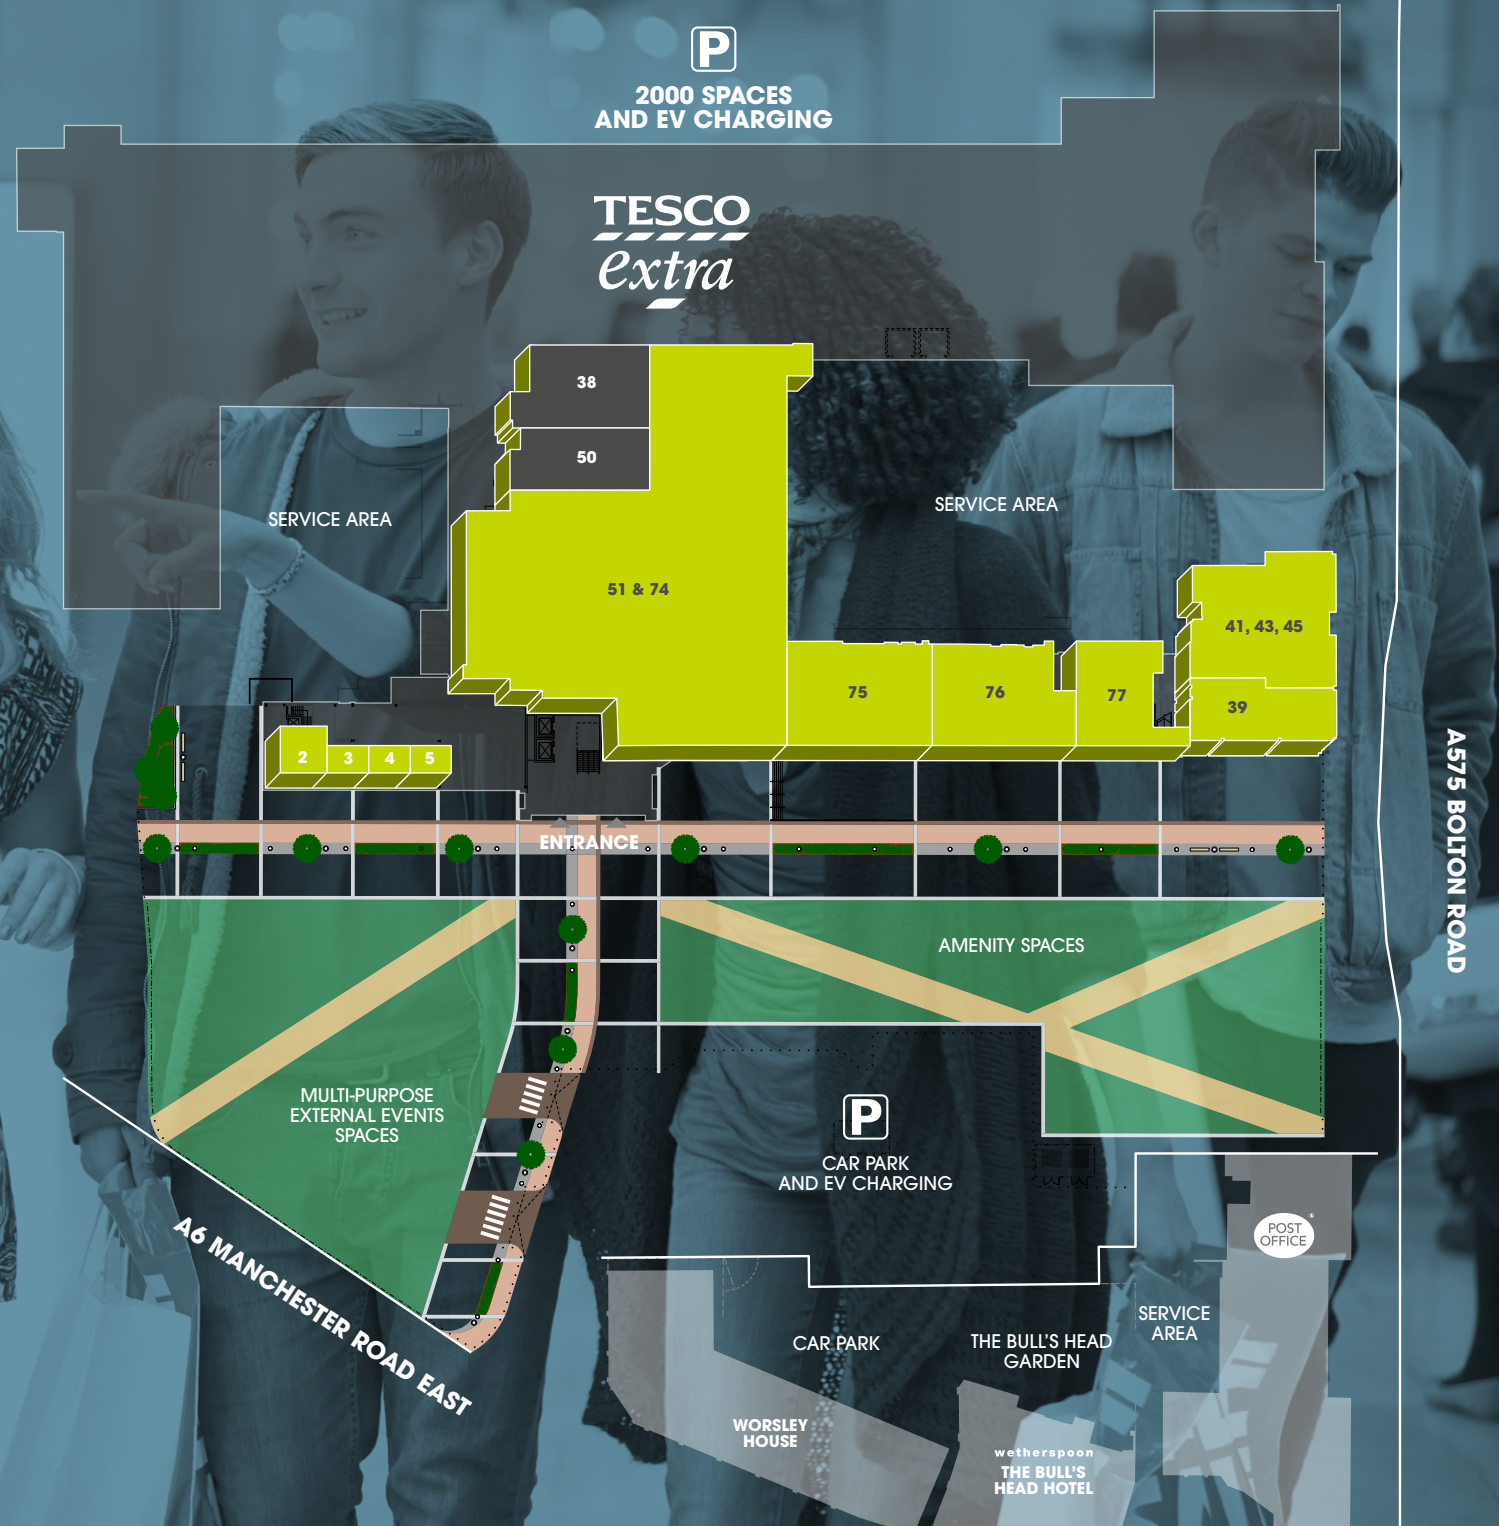 P
2000 SPACES
AND EV CHARGING
TESCO
extra
38
50
SERVICE AREA
SERVICE AREA
51 & 74
41, 43, 45
75
76
77
39
2
3
4
5
ENTRANCE
A575 BOLTON ROAD
AMENITY SPACES
MULTI-PURPOSE
EXTERNAL EVENTS
SPACES
P
CAR PARK
AND EV CHARGING
A6 MANCHESTER ROAD EAST
POST
OFFICE
SERVICE
AREA
CAR PARK
THE BULL'S HEAD
GARDEN
WORSLEY
HOUSE
wetherspoon
THE BULL'S
HEAD HOTEL